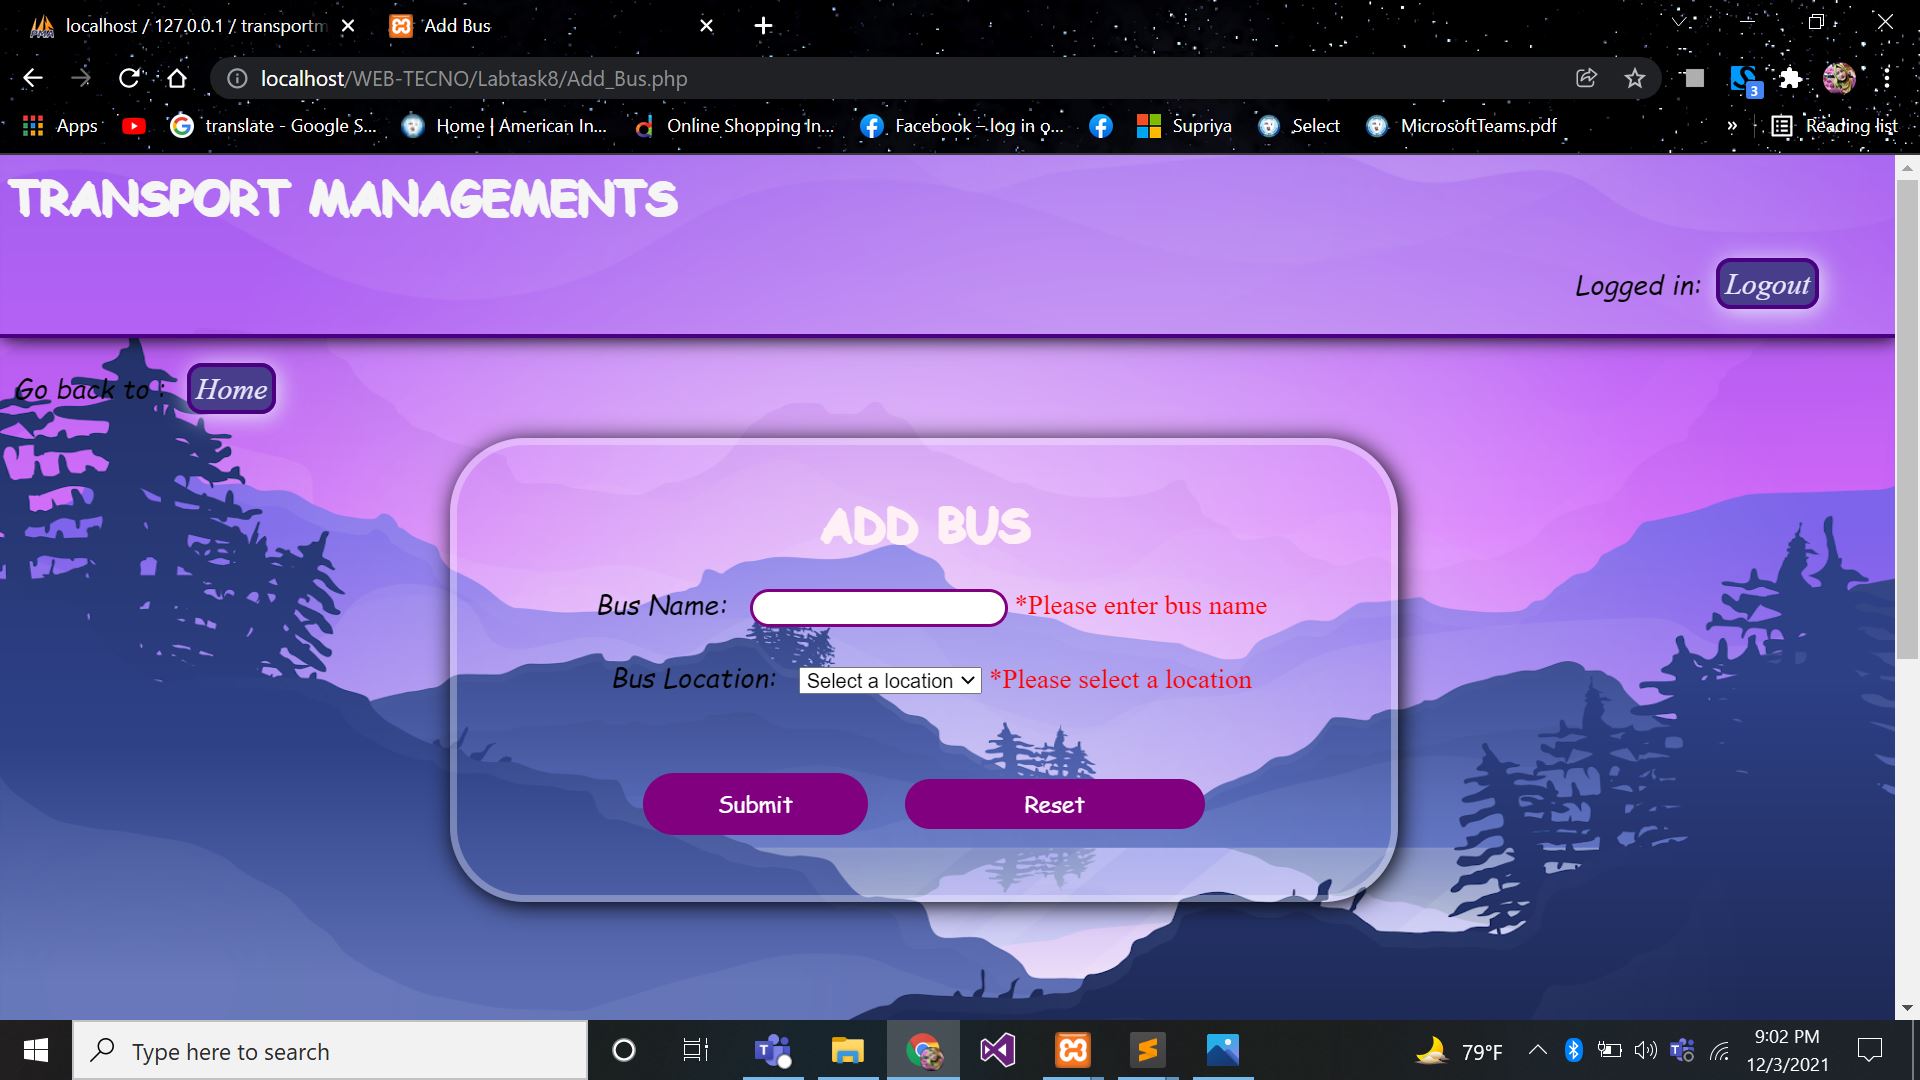 localhost / 127.0.0.1 / transportm
Add Bus
localhost/WEB-TECNO/Labtask8/Add_Bus.php
3
Apps
translate - Google S...
Home | American In...
Online Shopping In...
Facebook – log in o...
Supriya
Select
MicrosoftTeams.pdf
»
Reading list
TRANSPORT MANAGEMENTS
Logged in: Logout
Go back to : Home
ADD BUS
Bus Name: *Please enter bus name
Bus Location: Select a location *Please select a location
Submit Reset
Type here to search
79°F
9:02 PM
12/3/2021